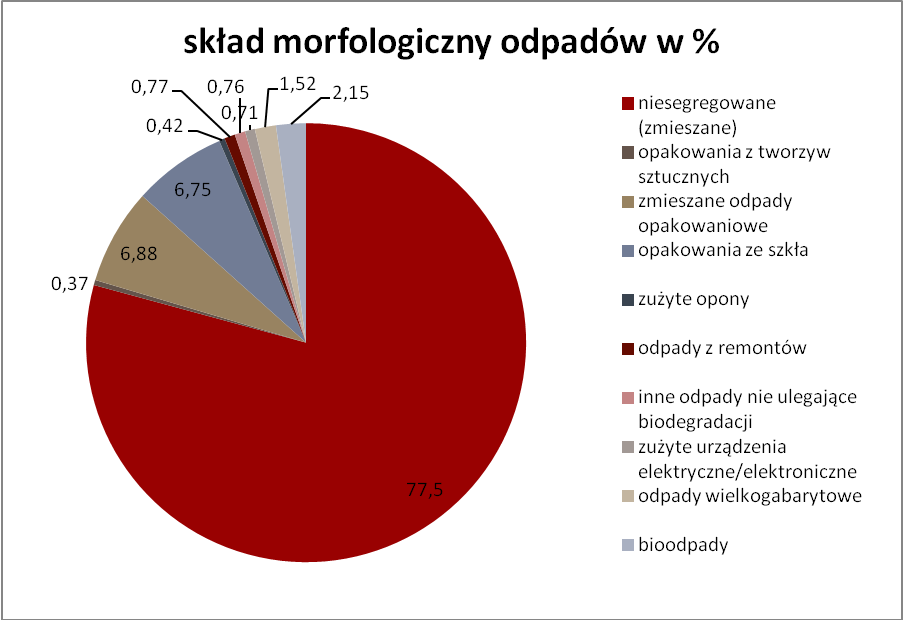 skład morfologiczny odpadów w %
0,77
0,76
1,52
2,15
0,42
0,71
6,75
6,88
0,37
77,5
niesegregowane
(zmieszane)
opakowania z tworzyw
sztucznych
zmieszane odpady
opakowaniowe
opakowania ze szkła
zużyte opony
odpady z remontów
inne odpady nie ulegające
biodegradacji
zużyte urządzenia
elektryczne/elektroniczne
odpady wielkogabarytowe
bioodpady